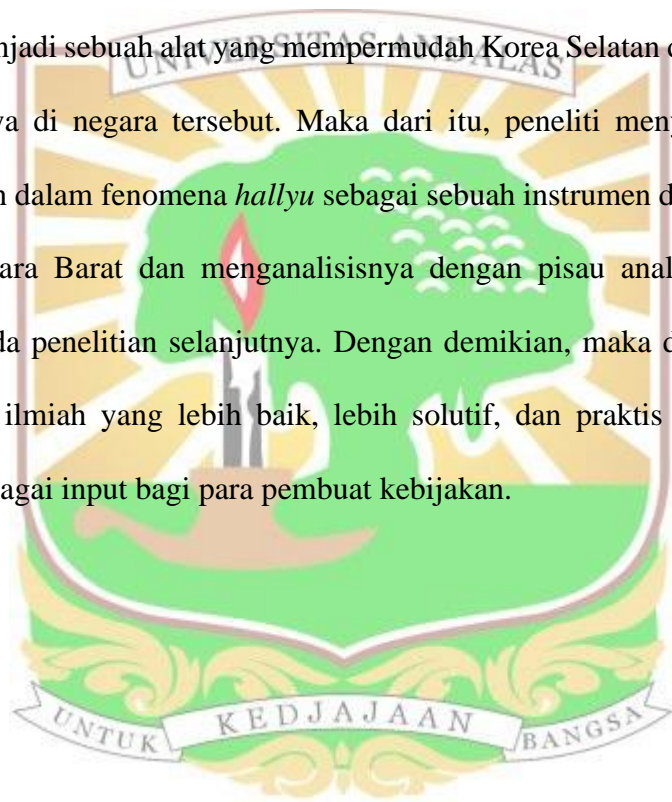 njadi sebuah alat yang mempermudah Korea Selatan
UNIVERSITAS ANDALAS
ya di negara tersebut. Maka dari itu, peneliti
dalam fenomena hallyu sebagai sebuah instrumen
ara Barat dan menganalisisnya dengan pisau
da penelitian selanjutnya. Dengan demikian, maka
ilmiah yang lebih baik, lebih solutif, dan praktis
agai input bagi para pembuat kebijakan.
UNTUK KEDJAJAAN BANGSA